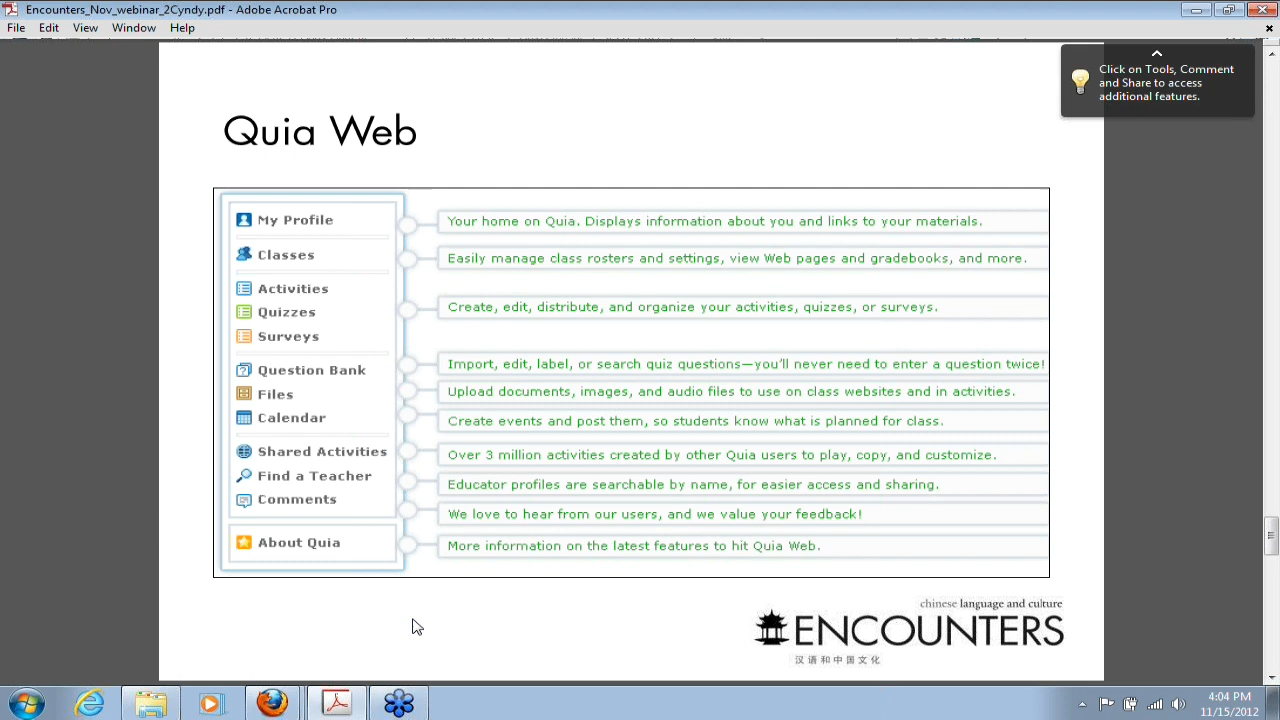 Encounters_Nov_webinar_2Cyndy.pdf - Adobe Acrobat Pro
File Edit View Window Help
Click on Tools, Comment
and Share to access
additional features.
Quia Web
My Profile
Your home on Quia. Displays information about you and links to your materials.
Classes
Easily manage class rosters and settings, view Web pages and gradebooks, and more.
Activities
Quizzes
Surveys
Create, edit, distribute, and organize your activities, quizzes, or surveys.
Question Bank
Import, edit, label, or search quiz questions—you'll never need to enter a question twice!
Files
Upload documents, images, and audio files to use on class websites and in activities.
Calendar
Create events and post them, so students know what is planned for class.
Shared Activities
Over 3 million activities created by other Quia users to play, copy, and customize.
Find a Teacher
Educator profiles are searchable by name, for easier access and sharing.
Comments
We love to hear from our users, and we value your feedback!
About Quia
More information on the latest features to hit Quia Web.
chinese language and culture
ENCOUNTERS
汉语和中国文化
4:04 PM
11/15/2012